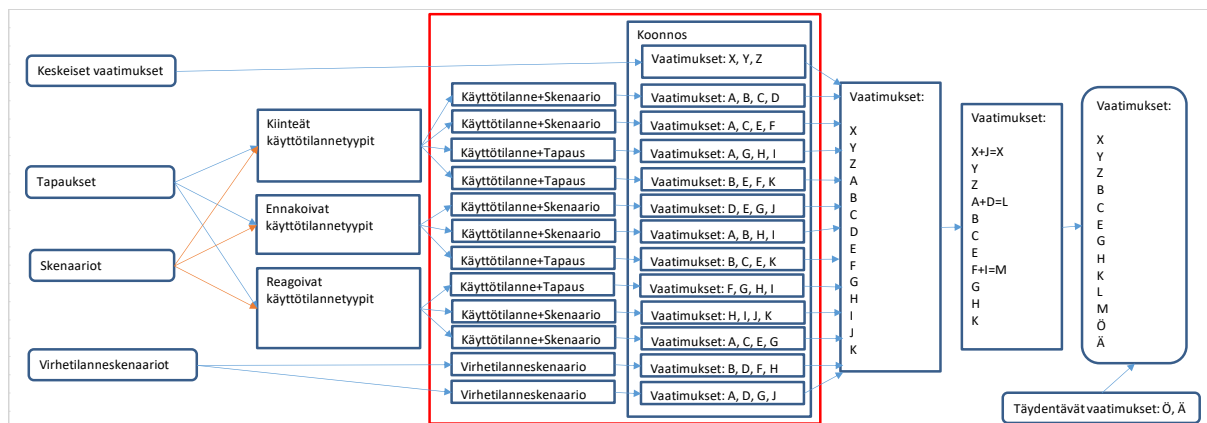 Keskeiset vaatimukset
Tapaukset
Skenaariot
Virhetilanneskenaariot
Kiinteät
käyttötilannetyypit
Ennakoivat
käyttötilannetyypit
Reagoivat
käyttötilannetyypit
Koonnos
Vaatimukset: X, Y, Z
Käyttötilanne+Skenaario
Vaatimukset: A, B, C, D
Käyttötilanne+Skenaario
Vaatimukset: A, C, E, F
Käyttötilanne+Tapaus
Vaatimukset: A, G, H, I
Käyttötilanne+Tapaus
Vaatimukset: B, E, F, K
Käyttötilanne+Skenaario
Vaatimukset: D, E, G, J
Käyttötilanne+Skenaario
Vaatimukset: A, B, H, I
Käyttötilanne+Tapaus
Vaatimukset: B, C, E, K
Käyttötilanne+Tapaus
Vaatimukset: F, G, H, I
Käyttötilanne+Skenaario
Vaatimukset: H, I, J, K
Käyttötilanne+Skenaario
Vaatimukset: A, C, E, G
Virhetilanneskenaario
Vaatimukset: B, D, F, H
Virhetilanneskenaario
Vaatimukset: A, D, G, J
Vaatimukset:
X
Y
Z
A
B
C
D
E
F
G
H
I
J
K
Vaatimukset:
X+J=X
Y
Z
A+D=L
B
C
E
F+I=M
G
H
K
Vaatimukset:
X
Y
Z
B
C
E
G
H
K
L
M
Ö
Ä
Täydentävät vaatimukset: Ö, Ä